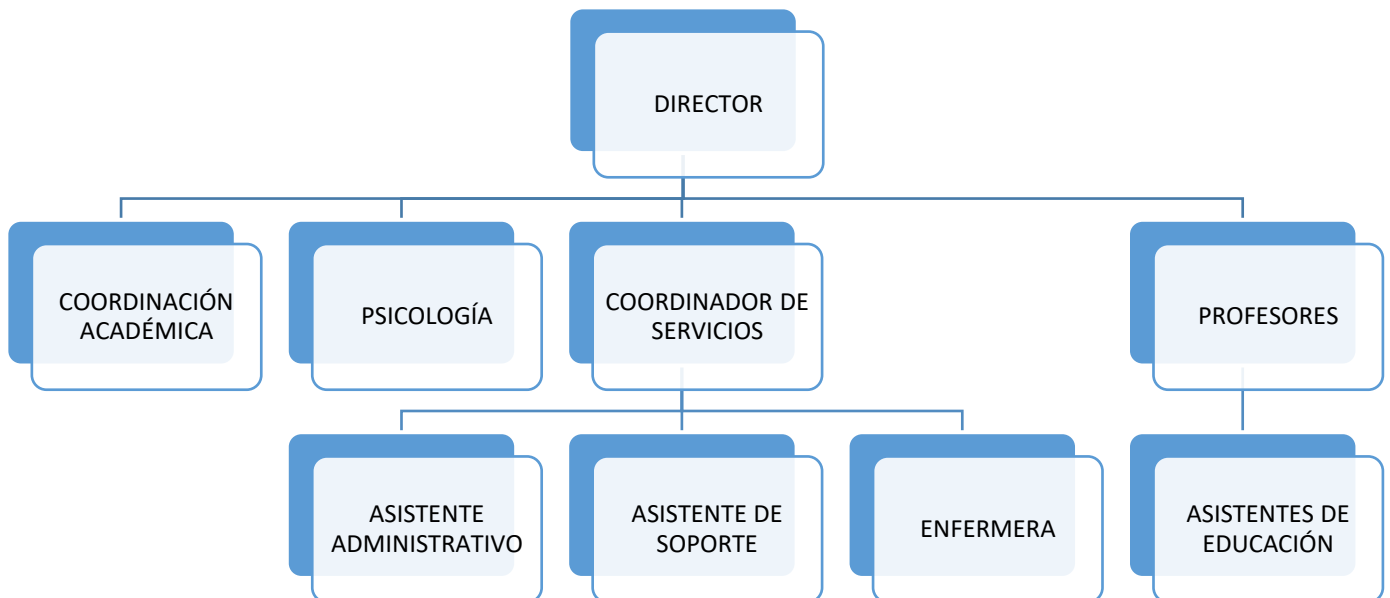 DIRECTOR
COORDINACIÓN
ACADÉMICA
PSICOLOGÍA
COORDINADOR DE
SERVICIOS
PROFESORES
ASISTENTE
ADMINISTRATIVO
ASISTENTE DE
SOPORTE
ENFERMERA
ASISTENTES DE
EDUCACIÓN